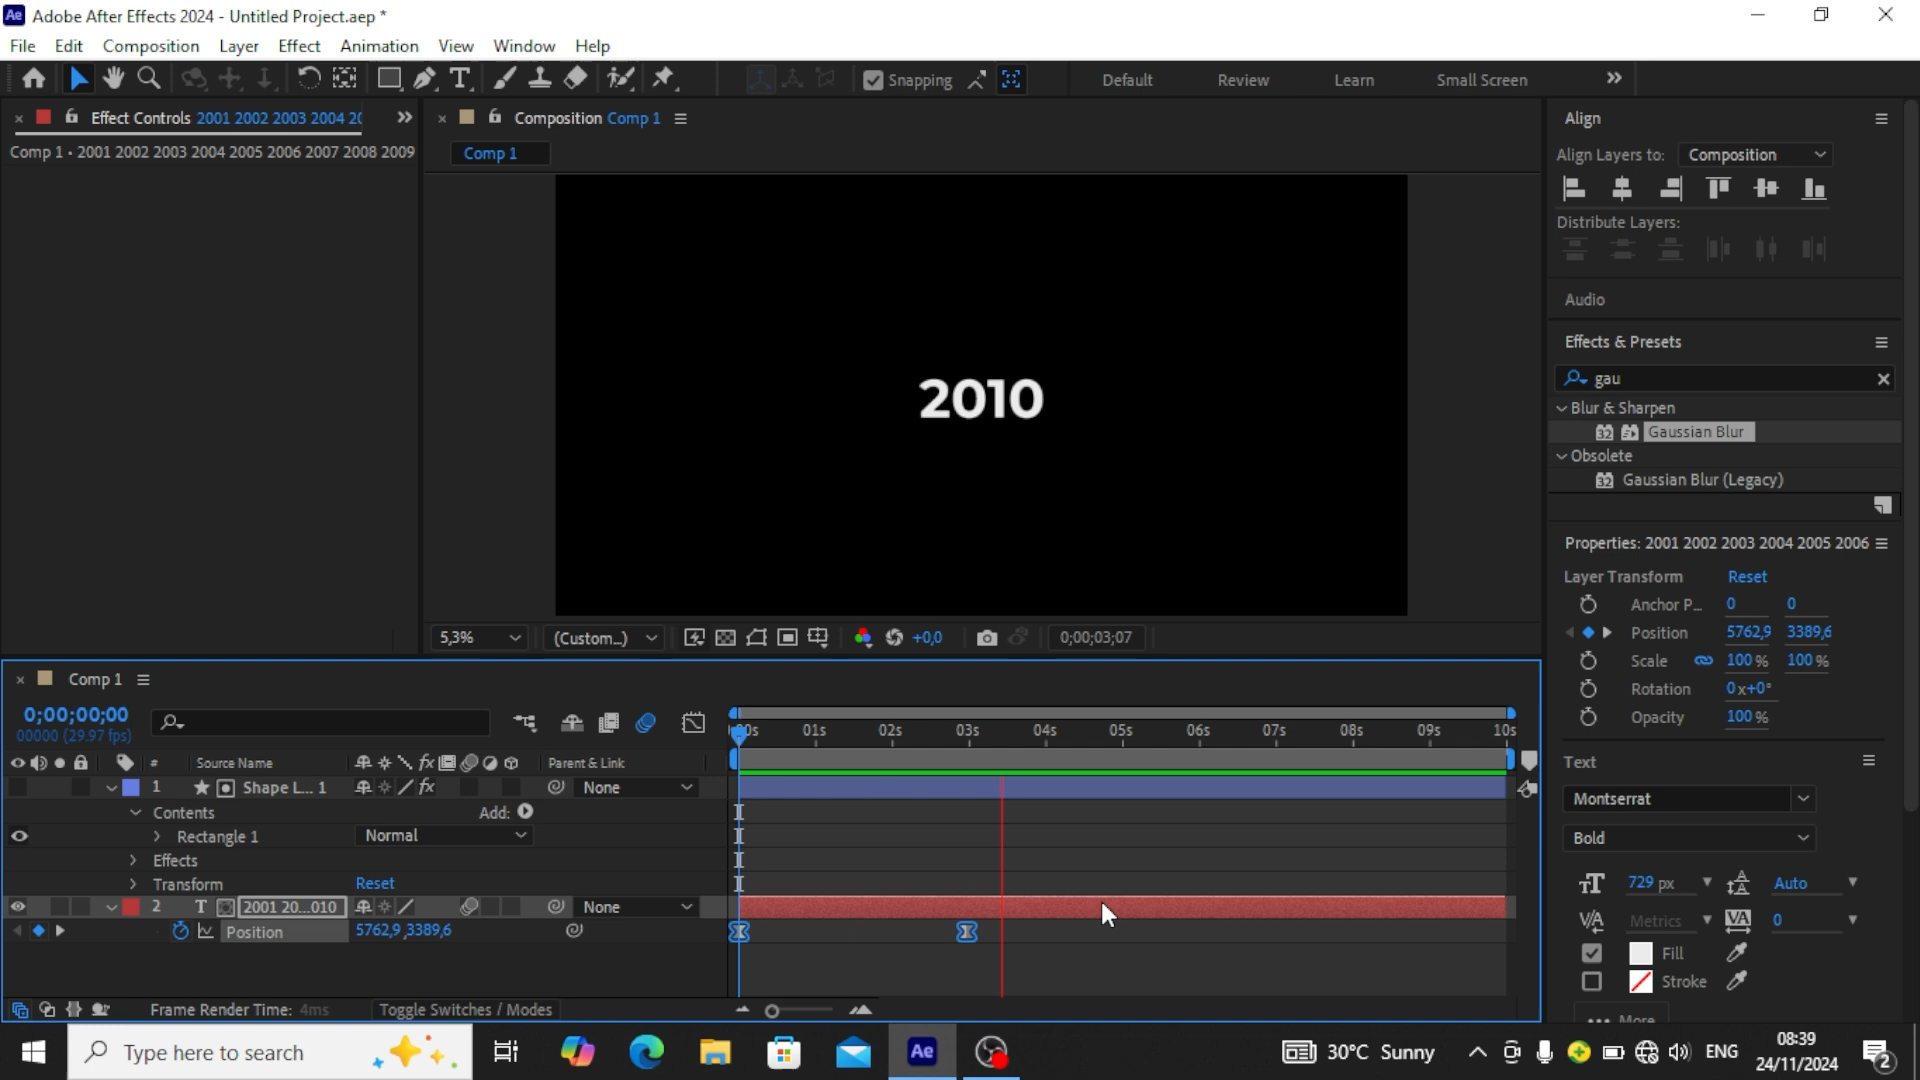 Ae Adobe After Effects 2024 - Untitled Project.aep *
File Edit Composition Layer Effect Animation View Window Help
Snapping Default Review Learn Small Screen
Effect Controls 2001 2002 2003 2004 20
Composition Comp 1
Align
Comp 1 • 2001 2002 2003 2004 2005 2006 2007 2008 2009
Comp 1
Align Layers to: Composition
Distribute Layers:
Audio
Effects & Presets
gau
Blur & Sharpen
32 Gaussian Blur
Obsolete
32 Gaussian Blur (Legacy)
2010
Properties: 2001 2002 2003 2004 2005 2006
Layer Transform Reset
Anchor P... 0 0
Position 5762,9 3389,6
Scale 100 % 100 %
Rotation 0x+0°
Opacity 100 %
5,3% (Custom...) +0,0 0;00;03;07
Comp 1
0;00;00;00
00000 (29.97 fps)
01s 02s 03s 04s 05s 06s 07s 08s 09s 10s
# Source Name fx Parent & Link
1 Shape L... 1 fx None
Contents Add:
Rectangle 1 Normal
Effects
Transform Reset
2 T 2001 20...010 None
Position 5762,9 ,3389,6
Frame Render Time: 4ms Toggle Switches / Modes
Text
Montserrat
Bold
729 px Auto
Metrics 0
Fill
Stroke
More
Type here to search
Ae
30°C Sunny
ENG
08:39
24/11/2024
2